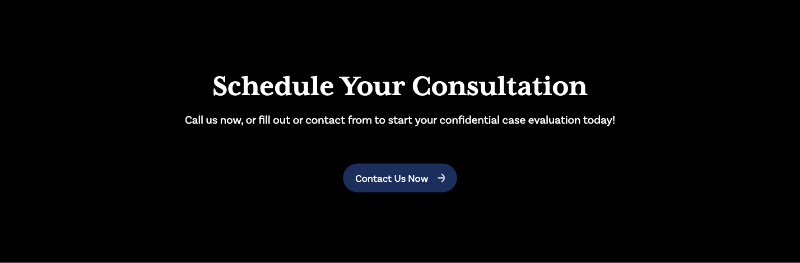 Schedule Your Consultation
Call us now, or fill out or contact from to start your confidential case evaluation today!
Contact Us Now →